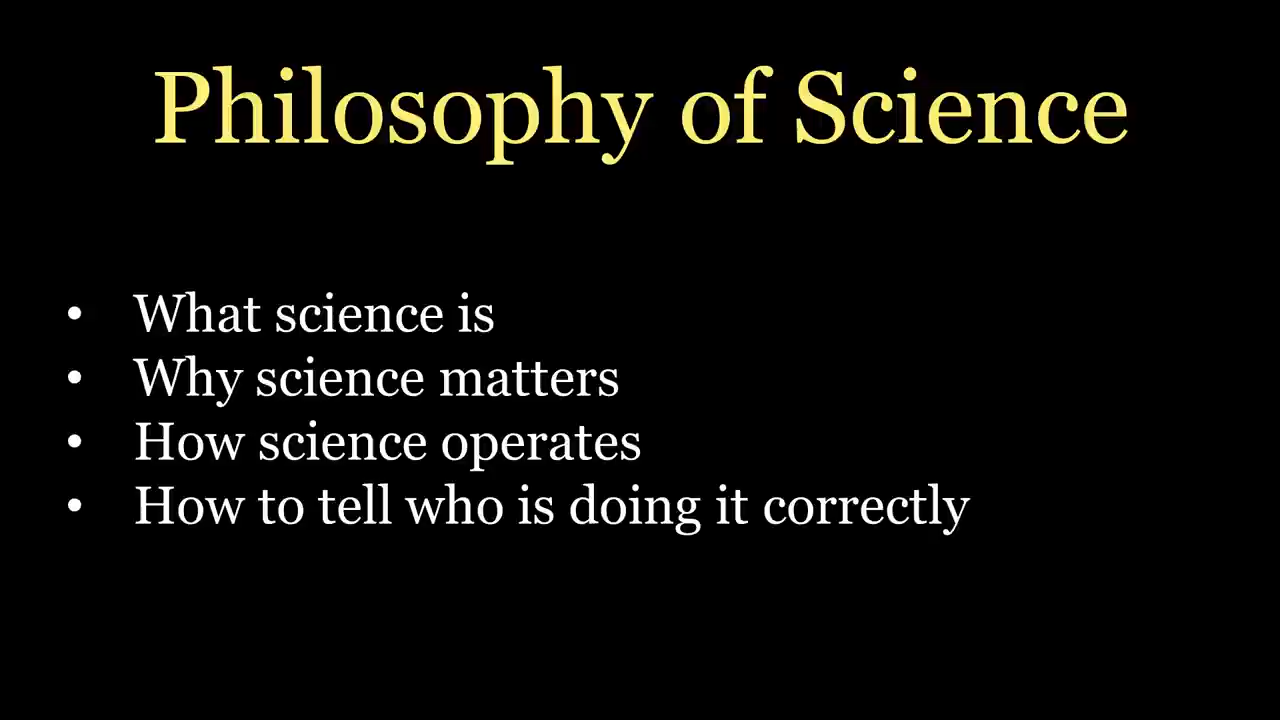 Philosophy of Science
• What science is
• Why science matters
• How science operates
• How to tell who is doing it correctly